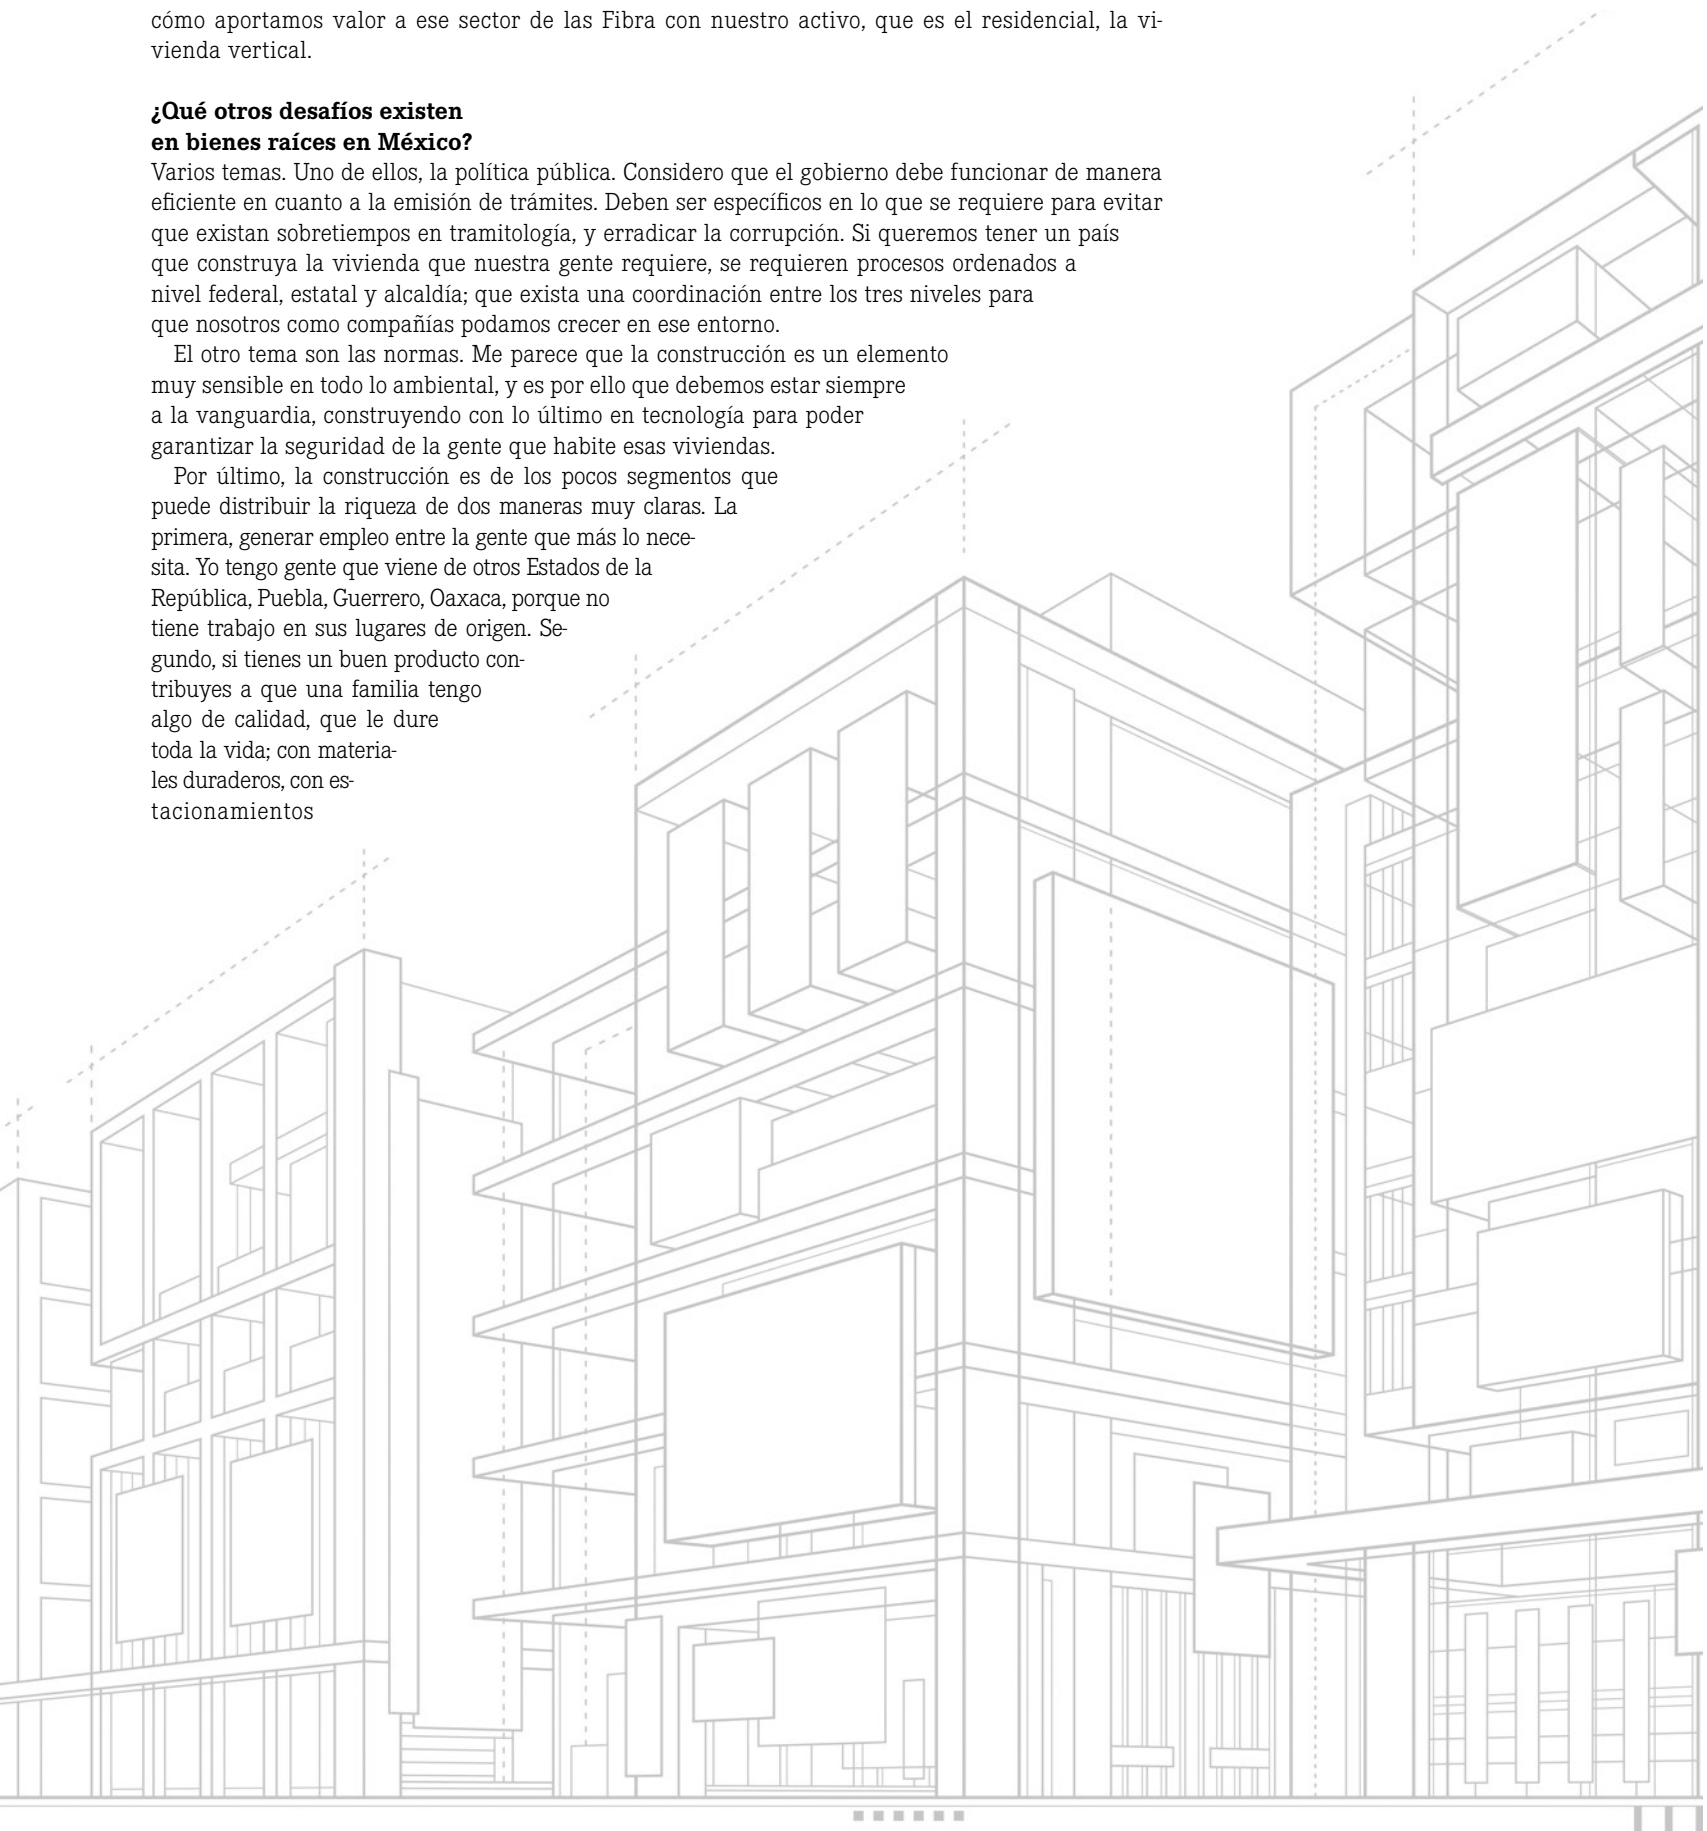 cómo aportamos valor a ese sector de las Fibra con nuestro activo, que es el residencial, la vi-
vienda vertical.
¿Qué otros desafíos existen
en bienes raíces en México?
Varios temas. Uno de ellos, la política pública. Considero que el gobierno debe funcionar de manera
eficiente en cuanto a la emisión de trámites. Deben ser específicos en lo que se requiere para evitar
que existan sobretiempos en tramitología, y erradicar la corrupción. Si queremos tener un país
que construya la vivienda que nuestra gente requiere, se requieren procesos ordenados a
nivel federal, estatal y alcaldía; que exista una coordinación entre los tres niveles para
que nosotros como compañías podamos crecer en ese entorno.
El otro tema son las normas. Me parece que la construcción es un elemento
muy sensible en todo lo ambiental, y es por ello que debemos estar siempre
a la vanguardia, construyendo con lo último en tecnología para poder
garantizar la seguridad de la gente que habite esas viviendas.
Por último, la construcción es de los pocos segmentos que
puede distribuir la riqueza de dos maneras muy claras. La
primera, generar empleo entre la gente que más lo nece-
sita. Yo tengo gente que viene de otros Estados de la
República, Puebla, Guerrero, Oaxaca, porque no
tiene trabajo en sus lugares de origen. Se-
gundo, si tienes un buen producto con-
tribuyes a que una familia tengo
algo de calidad, que le dure
toda la vida; con materia-
les duraderos, con es-
tacionamientos